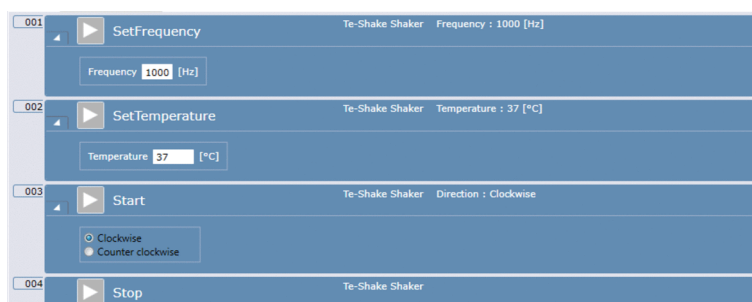 001
SetFrequency Te-Shake Shaker Frequency : 1000 [Hz]
Frequency 1000 [Hz]
002
SetTemperature Te-Shake Shaker Temperature : 37 [°C]
Temperature 37 [°C]
003
Start Te-Shake Shaker Direction : Clockwise
Clockwise
Counter clockwise
004
Stop Te-Shake Shaker